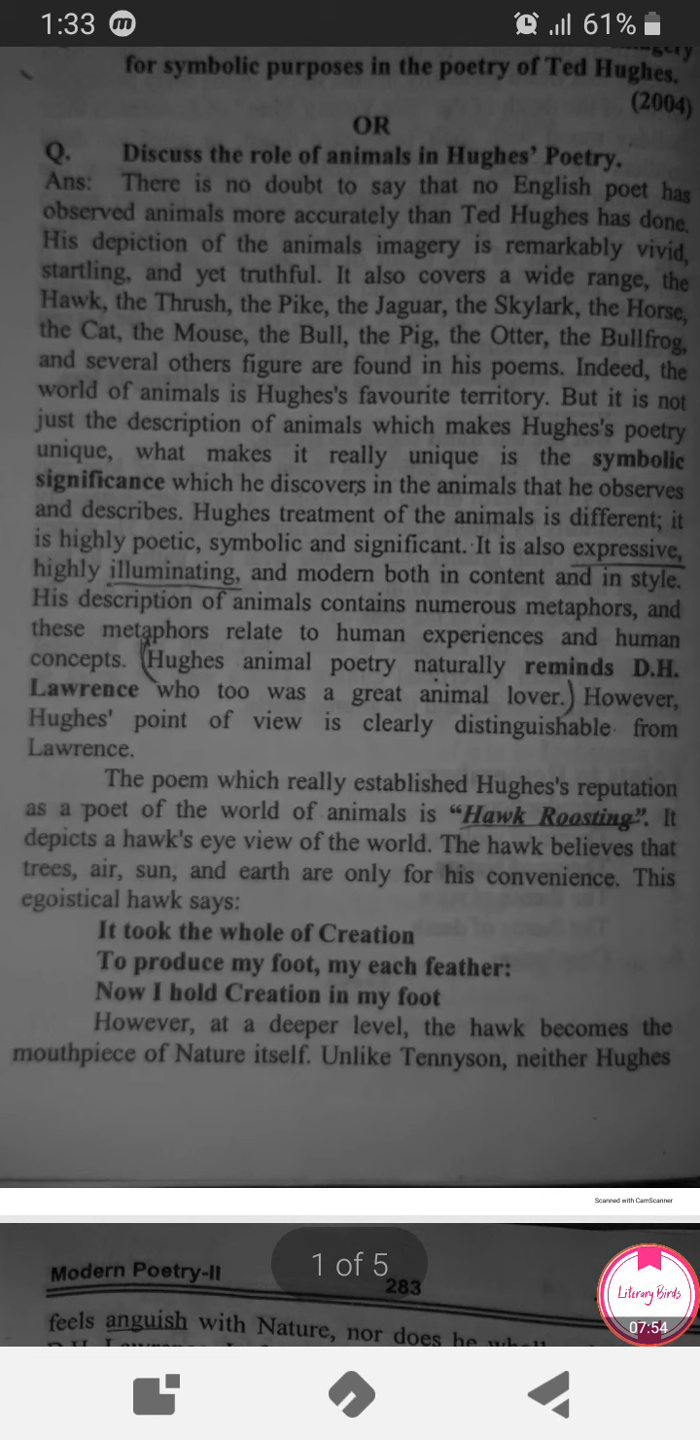 1:33 m 61%
for symbolic purposes in the poetry of Ted Hughes.
(2004)
OR
Q. Discuss the role of animals in Hughes' Poetry.
Ans: There is no doubt to say that no English poet has
observed animals more accurately than Ted Hughes has done.
His depiction of the animals imagery is remarkably vivid,
startling, and yet truthful. It also covers a wide range, the
Hawk, the Thrush, the Pike, the Jaguar, the Skylark, the Horse,
the Cat, the Mouse, the Bull, the Pig, the Otter, the Bullfrog,
and several others figure are found in his poems. Indeed, the
world of animals is Hughes's favourite territory. But it is not
just the description of animals which makes Hughes's poetry
unique, what makes it really unique is the symbolic
significance which he discovers in the animals that he observes
and describes. Hughes treatment of the animals is different; it
is highly poetic, symbolic and significant. It is also expressive,
highly illuminating, and modern both in content and in style.
His description of animals contains numerous metaphors, and
these metaphors relate to human experiences and human
concepts. (Hughes animal poetry naturally reminds D.H.
Lawrence who too was a great animal lover.) However,
Hughes' point of view is clearly distinguishable from
Lawrence.
The poem which really established Hughes's reputation
as a poet of the world of animals is "Hawk Roosting". It
depicts a hawk's eye view of the world. The hawk believes that
trees, air, sun, and earth are only for his convenience. This
egoistical hawk says:
It took the whole of Creation
To produce my foot, my each feather:
Now I hold Creation in my foot
However, at a deeper level, the hawk becomes the
mouthpiece of Nature itself. Unlike Tennyson, neither Hughes
Scanned with CamScanner
1 of 5
Modern Poetry-II 283
Literary Birds
07:54
feels anguish with Nature, nor does he